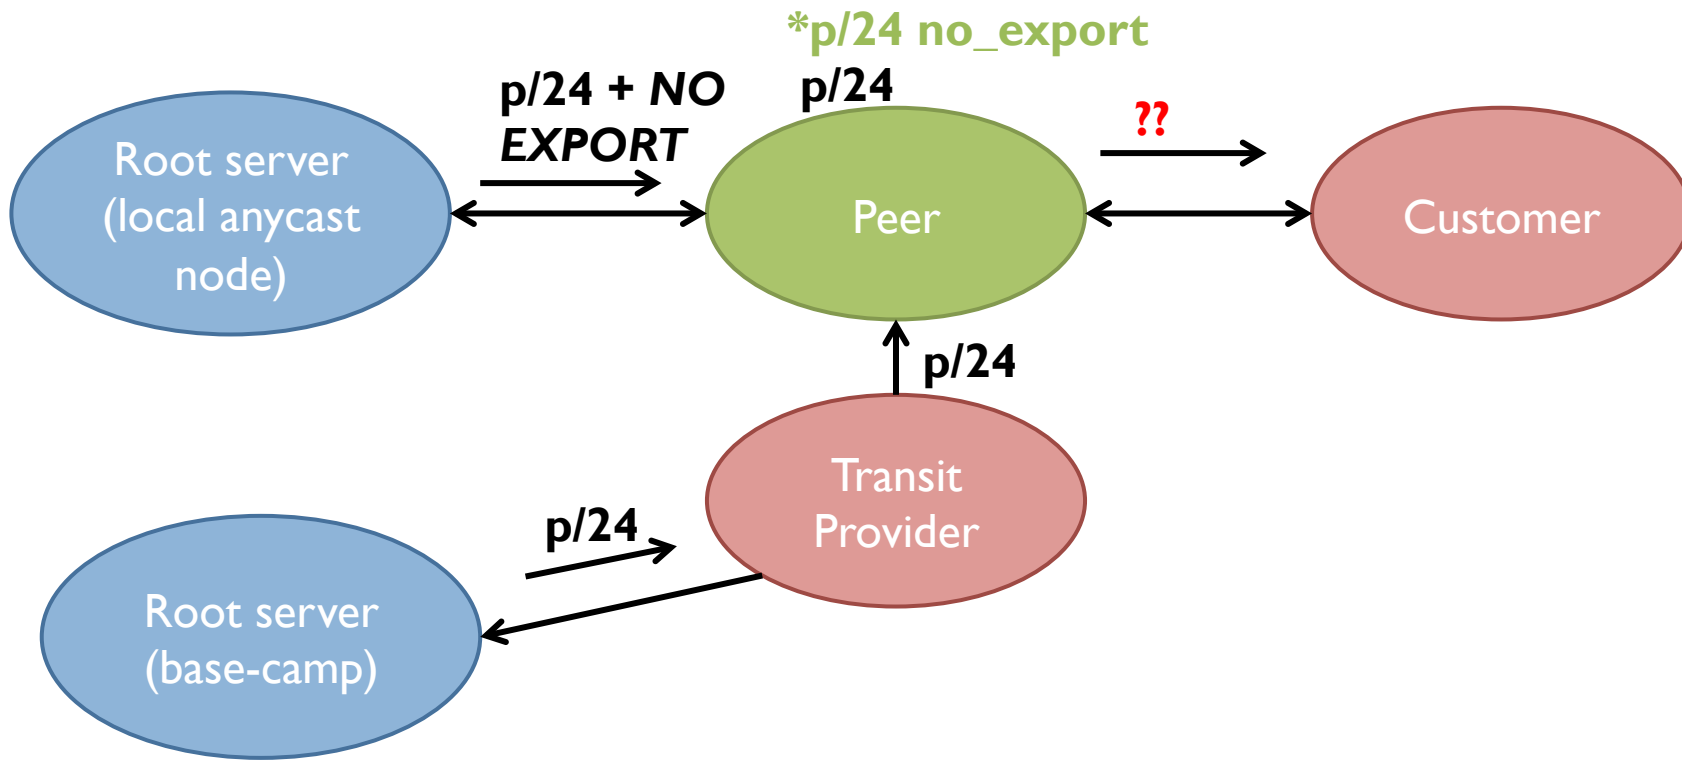 *p/24 no_export
p/24 + NO
EXPORT
p/24
??
Root server
(local anycast
node)
Peer
Customer
p/24
Transit
Provider
p/24
Root server
(base-camp)